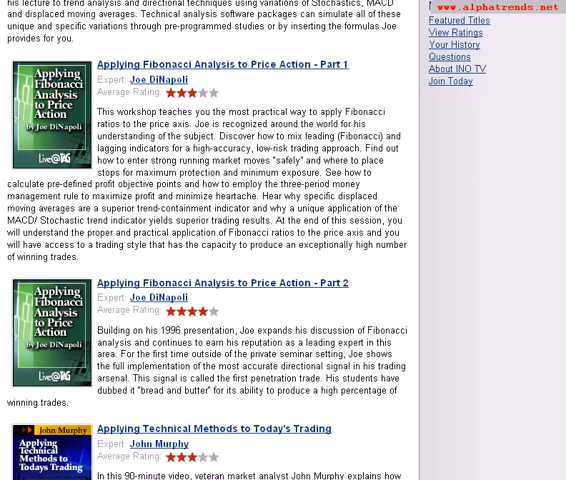 his lecture to trend analysis and directional techniques using variations of Stochastics, MACD
and displaced moving averages. Technical analysis software packages can simulate all of these
unique and specific variations through pre-programmed studies or by inserting the formulas Joe
provides for you.
www.alphatrends.net
Featured Titles
View Ratings
Your History
Questions
About INO TV
Join Today
Applying
Fibonacci
Analysis
to Price
Action
by Joe DiNapoli
Live@TAG
Applying Fibonacci Analysis to Price Action - Part 1
Expert: Joe DiNapoli
Average Rating:
This workshop teaches you the most practical way to apply Fibonacci
ratios to the price axis. Joe is recognized around the world for his
understanding of the subject. Discover how to mix leading (Fibonacci) and
lagging indicators for a high-accuracy, low-risk trading approach. Find out
how to enter strong running market moves "safely" and where to place
stops for maximum protection and minimum exposure. See how to
calculate pre-defined profit objective points and how to employ the three-period money
management rule to maximize profit and minimize heartache. Hear why specific displaced
moving averages are a superior trend-containment indicator and why a unique application of the
MACD/ Stochastic trend indicator yields superior trading results. At the end of this session, you
will understand the proper and practical application of Fibonacci ratios to the price axis and you
will have access to a trading style that has the capacity to produce an exceptionally high number
of winning trades.
Applying
Fibonacci
Analysis
to Price
Action
by Joe DiNapoli
Live@TAG
Applying Fibonacci Analysis to Price Action - Part 2
Expert: Joe DiNapoli
Average Rating:
Building on his 1996 presentation, Joe expands his discussion of Fibonacci
analysis and continues to earn his reputation as a leading expert in this
area. For the first time outside of the private seminar setting, Joe shows
the full implementation of the most accurate directional signal in his trading
arsenal. This signal is called the first penetration trade. His students have
dubbed it "bread and butter" for its ability to produce a high percentage of
winning trades.
John Murphy
Applying
Technical
Methods to
Todays Trading
Applying Technical Methods to Today's Trading
Expert: John Murphy
Average Rating:
In this 90-minute video, veteran market analyst John Murphy explains how